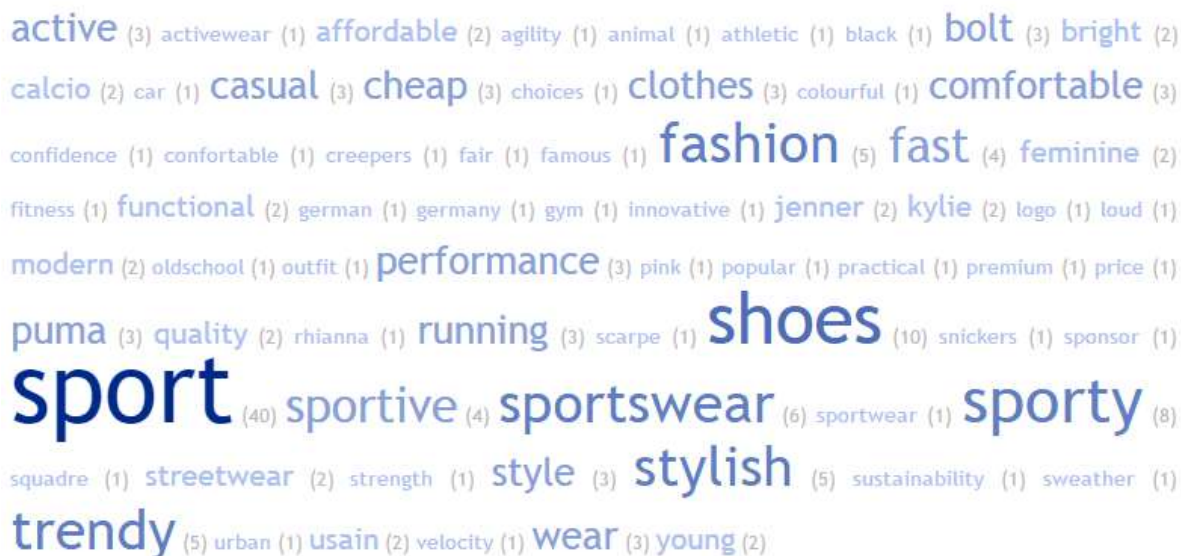 active (3) activewear (1) affordable (2) agility (1) animal (1) athletic (1) black (1) bolt (3) bright (2)
calcio (2) car (1) casual (3) cheap (3) choices (1) clothes (3) colourful (1) comfortable (3)
confidence (1) confortable (1) creepers (1) fair (1) famous (1) fashion (5) fast (4) feminine (2)
fitness (1) functional (2) german (1) germany (1) gym (1) innovative (1) jenner (2) kylie (2) logo (1) loud (1)
modern (2) oldschool (1) outfit (1) performance (3) pink (1) popular (1) practical (1) premium (1) price (1)
puma (3) quality (2) rhianna (1) running (3) scarpe (1) shoes (10) snickers (1) sponsor (1)
sport (40) sportive (4) sportswear (6) sportwear (1) sporty (8)
squadre (1) streetwear (2) strength (1) style (3) stylish (5) sustainability (1) sweather (1)
trendy (5) urban (1) usain (2) velocity (1) wear (3) young (2)